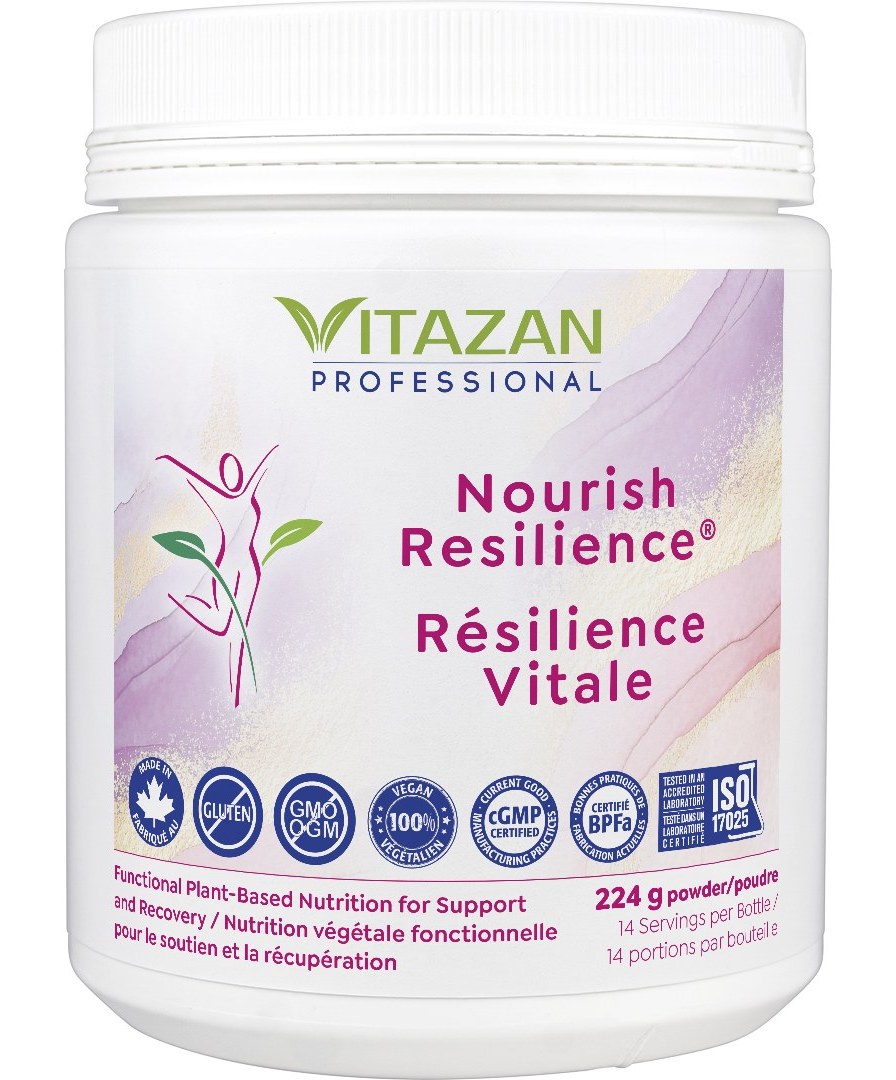 VITAZAN
PROFESSIONAL
Nourish
Resilience®
Résilience
Vitale
MADE IN
FABRIQUÉ AU
GLUTEN
GMO
OGM
VEGAN
100%
VÉGÉTALIEN
CURRENT GOOD
cGMP
CERTIFIED
MANUFACTURING PRACTICES
BONNES PRATIQUES DE
CERTIFIÉ
BPFa
FABRICATION ACTUELLES
TESTED IN AN
ACCREDITED
LABORATORY
TESTÉ DANS UN
LABORATOIRE
CERTIFIÉ
ISO
17025
Functional Plant-Based Nutrition for Support
and Recovery / Nutrition végétale fonctionnelle
pour le soutien et la récupération
224 g powder/poudre
14 Servings per Bottle /
14 portions par bouteille